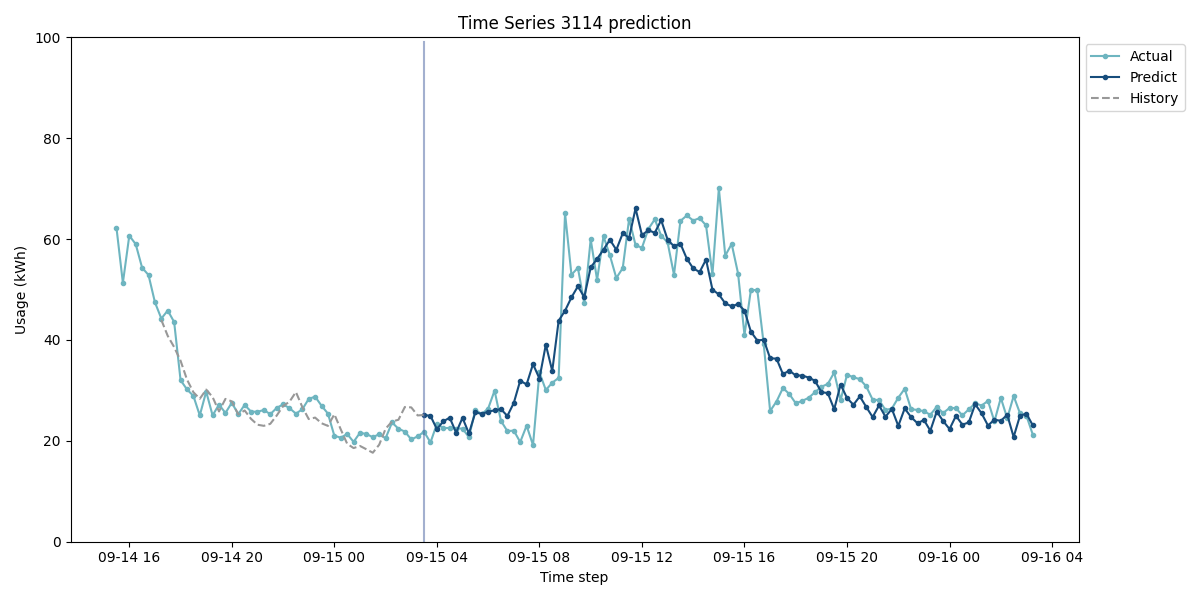 Time Series 3114 prediction
100
80
60
40
20
0
Usage (kWh)
09-14 16
09-14 20
09-15 00
09-15 04
09-15 08
09-15 12
09-15 16
09-15 20
09-16 00
09-16 04
Time step
Actual
Predict
History